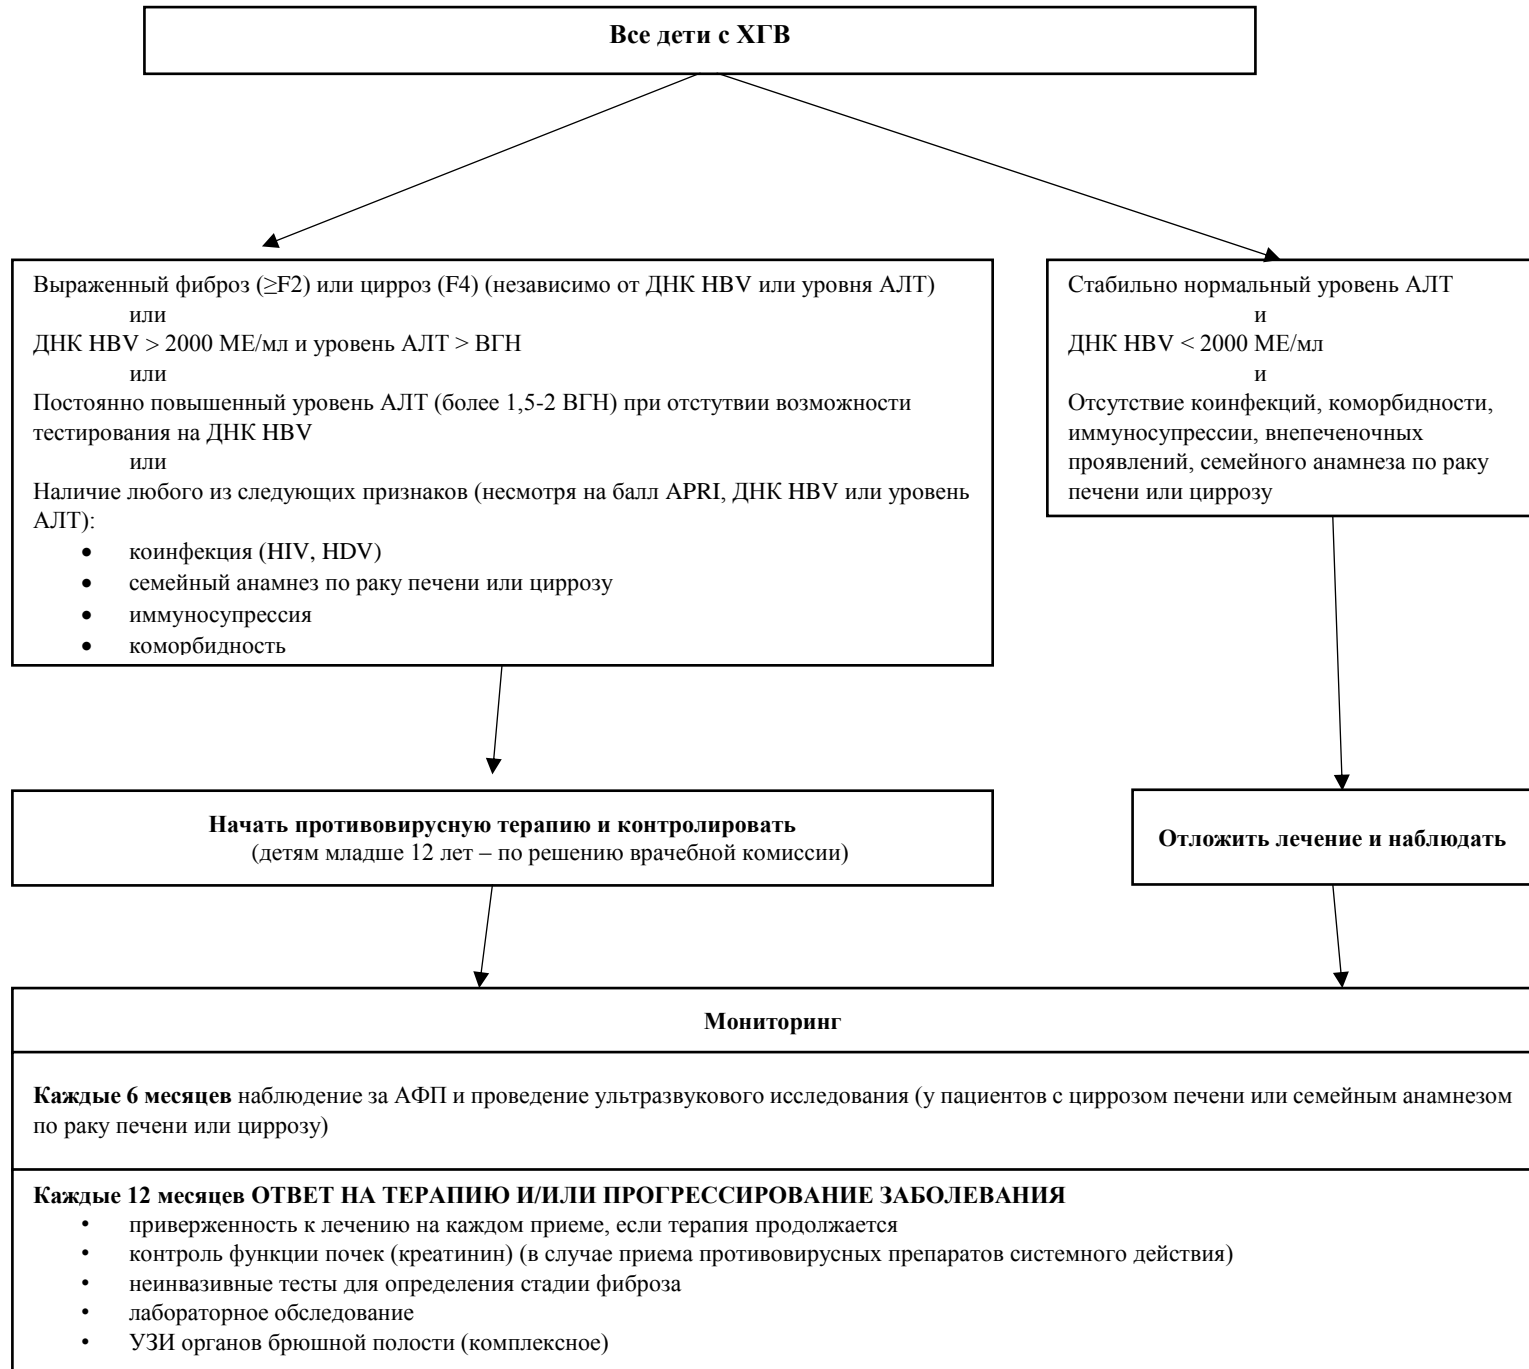 Все дети с ХГВ
Выраженный фиброз (≥F2) или цирроз (F4) (независимо от ДНК HBV или уровня АЛТ)
или
ДНК HBV > 2000 МЕ/мл и уровень АЛТ > ВГН
или
Постоянно повышенный уровень АЛТ (более 1,5-2 ВГН) при отстутвии возможности
тестирования на ДНК HBV
или
Наличие любого из следующих признаков (несмотря на балл APRI, ДНК HBV или уровень
АЛТ):
• коинфекция (HIV, HDV)
• семейный анамнез по раку печени или циррозу
• иммуносупрессия
• коморбидность
Стабильно нормальный уровень АЛТ
и
ДНК HBV < 2000 МЕ/мл
и
Отсутствие коинфекций, коморбидности,
иммуносупрессии, внепеченочных
проявлений, семейного анамнеза по раку
печени или циррозу
Начать противовирусную терапию и контролировать
(детям младше 12 лет – по решению врачебной комиссии)
Отложить лечение и наблюдать
Мониторинг
Каждые 6 месяцев наблюдение за АФП и проведение ультразвукового исследования (у пациентов с циррозом печени или семейным анамнезом
по раку печени или циррозу)
Каждые 12 месяцев ОТВЕТ НА ТЕРАПИЮ И/ИЛИ ПРОГРЕССИРОВАНИЕ ЗАБОЛЕВАНИЯ
• приверженность к лечению на каждом приеме, если терапия продолжается
• контроль функции почек (креатинин) (в случае приема противовирусных препаратов системного действия)
• неинвазивные тесты для определения стадии фиброза
• лабораторное обследование
• УЗИ органов брюшной полости (комплексное)